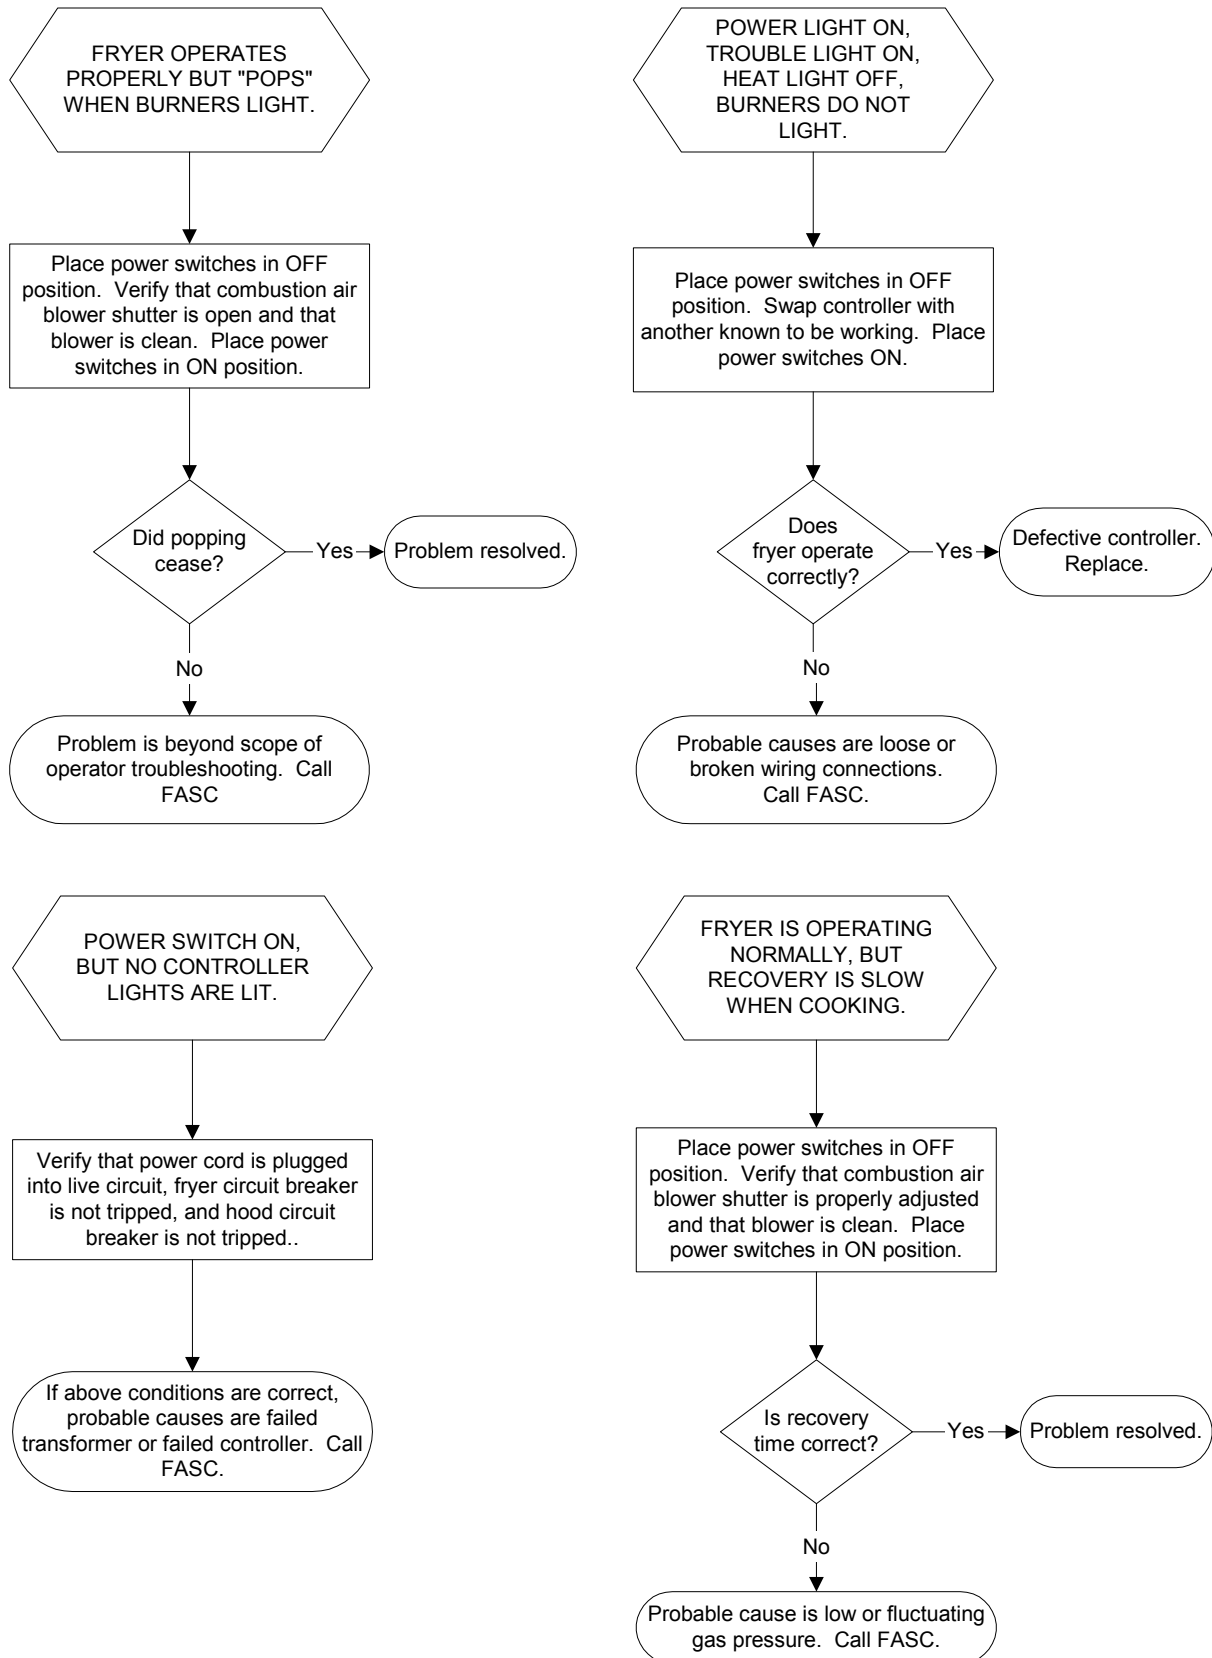 FRYER OPERATES
PROPERLY BUT "POPS"
WHEN BURNERS LIGHT.
Place power switches in OFF
position. Verify that combustion air
blower shutter is open and that
blower is clean. Place power
switches in ON position.
Did popping
cease?
Yes
Problem resolved.
No
Problem is beyond scope of
operator troubleshooting. Call
FASC
POWER LIGHT ON,
TROUBLE LIGHT ON,
HEAT LIGHT OFF,
BURNERS DO NOT
LIGHT.
Place power switches in OFF
position. Swap controller with
another known to be working. Place
power switches ON.
Does
fryer operate
correctly?
Yes
Defective controller.
Replace.
No
Probable causes are loose or
broken wiring connections.
Call FASC.
POWER SWITCH ON,
BUT NO CONTROLLER
LIGHTS ARE LIT.
Verify that power cord is plugged
into live circuit, fryer circuit breaker
is not tripped, and hood circuit
breaker is not tripped..
If above conditions are correct,
probable causes are failed
transformer or failed controller. Call
FASC.
FRYER IS OPERATING
NORMALLY, BUT
RECOVERY IS SLOW
WHEN COOKING.
Place power switches in OFF
position. Verify that combustion air
blower shutter is properly adjusted
and that blower is clean. Place
power switches in ON position.
Is recovery
time correct?
Yes
Problem resolved.
No
Probable cause is low or fluctuating
gas pressure. Call FASC.